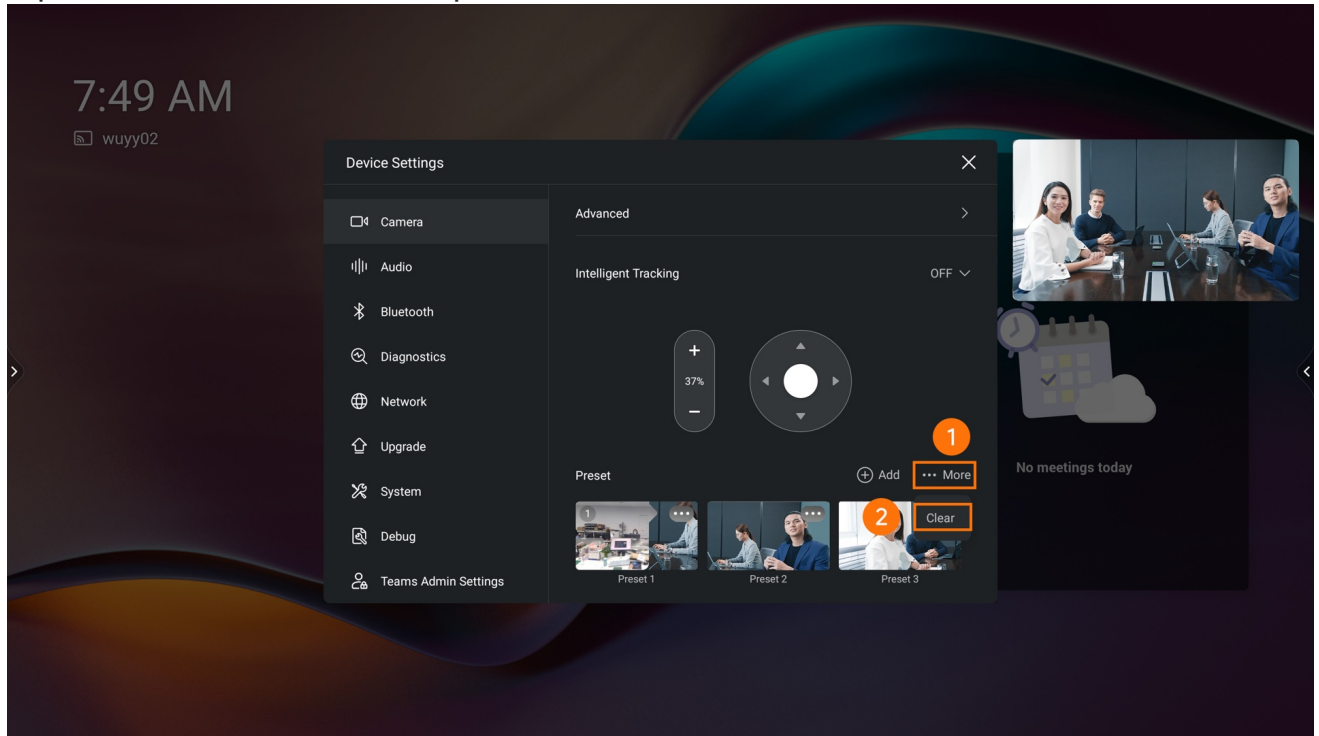 7:49 AM
wuyy02
Device Settings
Camera
Audio
Bluetooth
Diagnostics
Network
Upgrade
System
Debug
Teams Admin Settings
Advanced
Intelligent Tracking
OFF
+
37%
−
1
Preset
Add
••• More
2
Clear
1
Preset 1
Preset 2
Preset 3
No meetings today